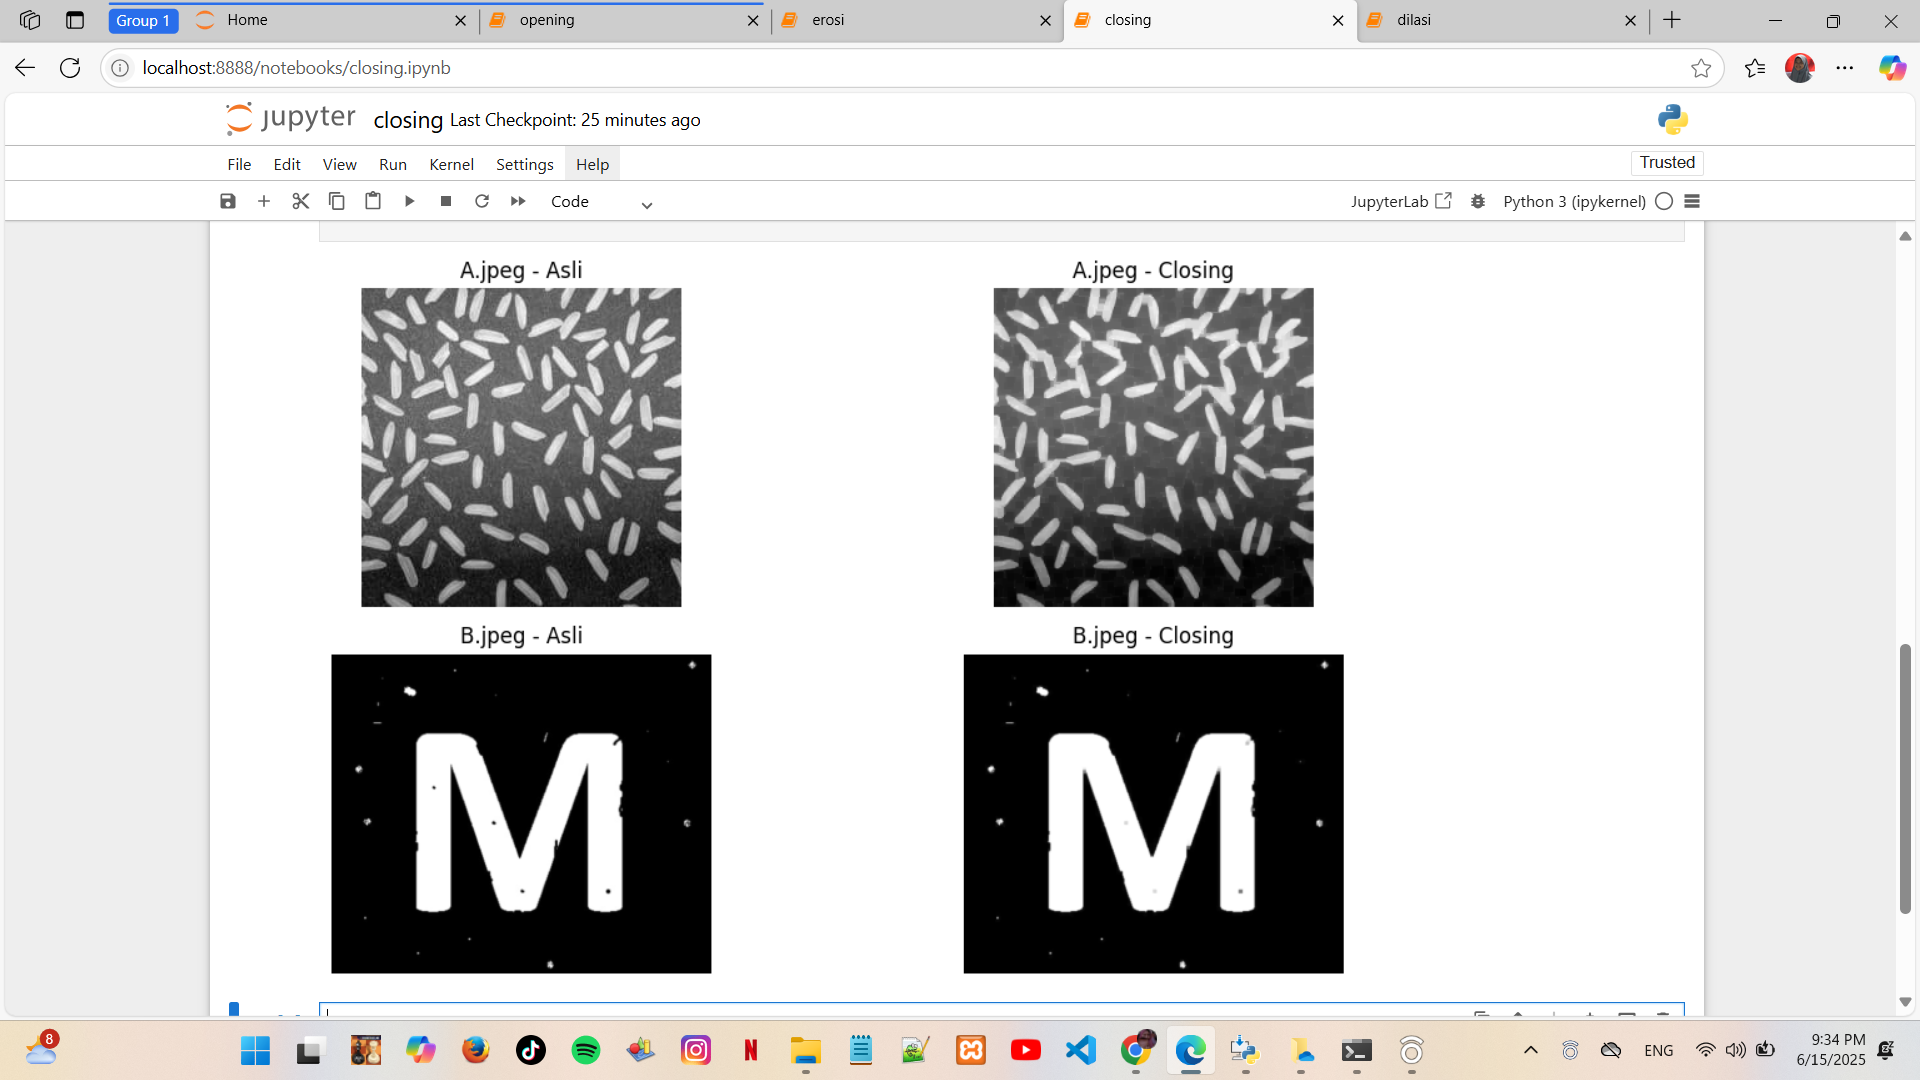 Group 1
Home
opening
erosi
closing
dilasi
localhost:8888/notebooks/closing.ipynb
jupyter closing Last Checkpoint: 25 minutes ago
File Edit View Run Kernel Settings Help
Trusted
Code
JupyterLab
Python 3 (ipykernel)
A.jpeg - Asli
A.jpeg - Closing
B.jpeg - Asli
B.jpeg - Closing
M
M
8
N
ENG
9:34 PM
6/15/2025